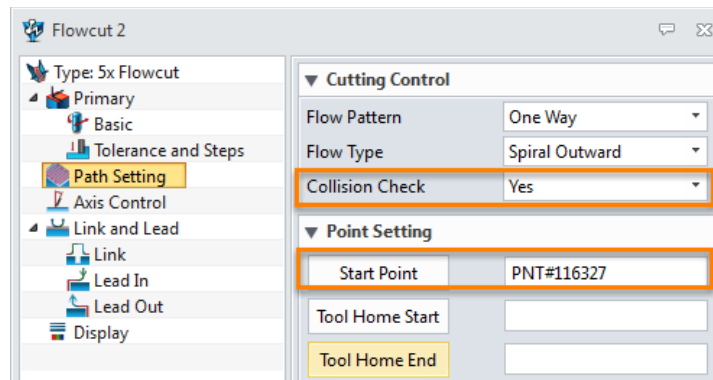 Flowcut 2
Type: 5x Flowcut
Primary
Basic
Tolerance and Steps
Path Setting
Axis Control
Link and Lead
Link
Lead In
Lead Out
Display
Cutting Control
Flow Pattern One Way
Flow Type Spiral Outward
Collision Check Yes
Point Setting
Start Point PNT#116327
Tool Home Start
Tool Home End